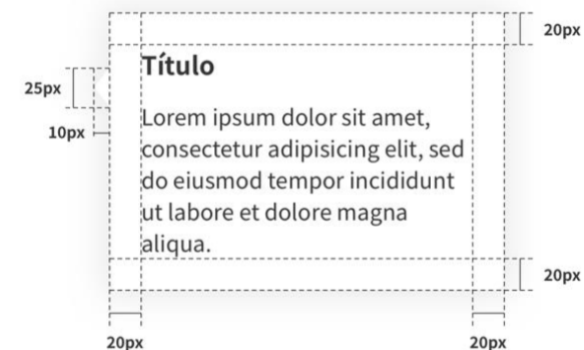 20px
Título
25px
Lorem ipsum dolor sit amet,
10px
consectetur adipisicing elit, sed
do eiusmod tempor incididunt
ut labore et dolore magna
aliqua.
20px
20px
20px